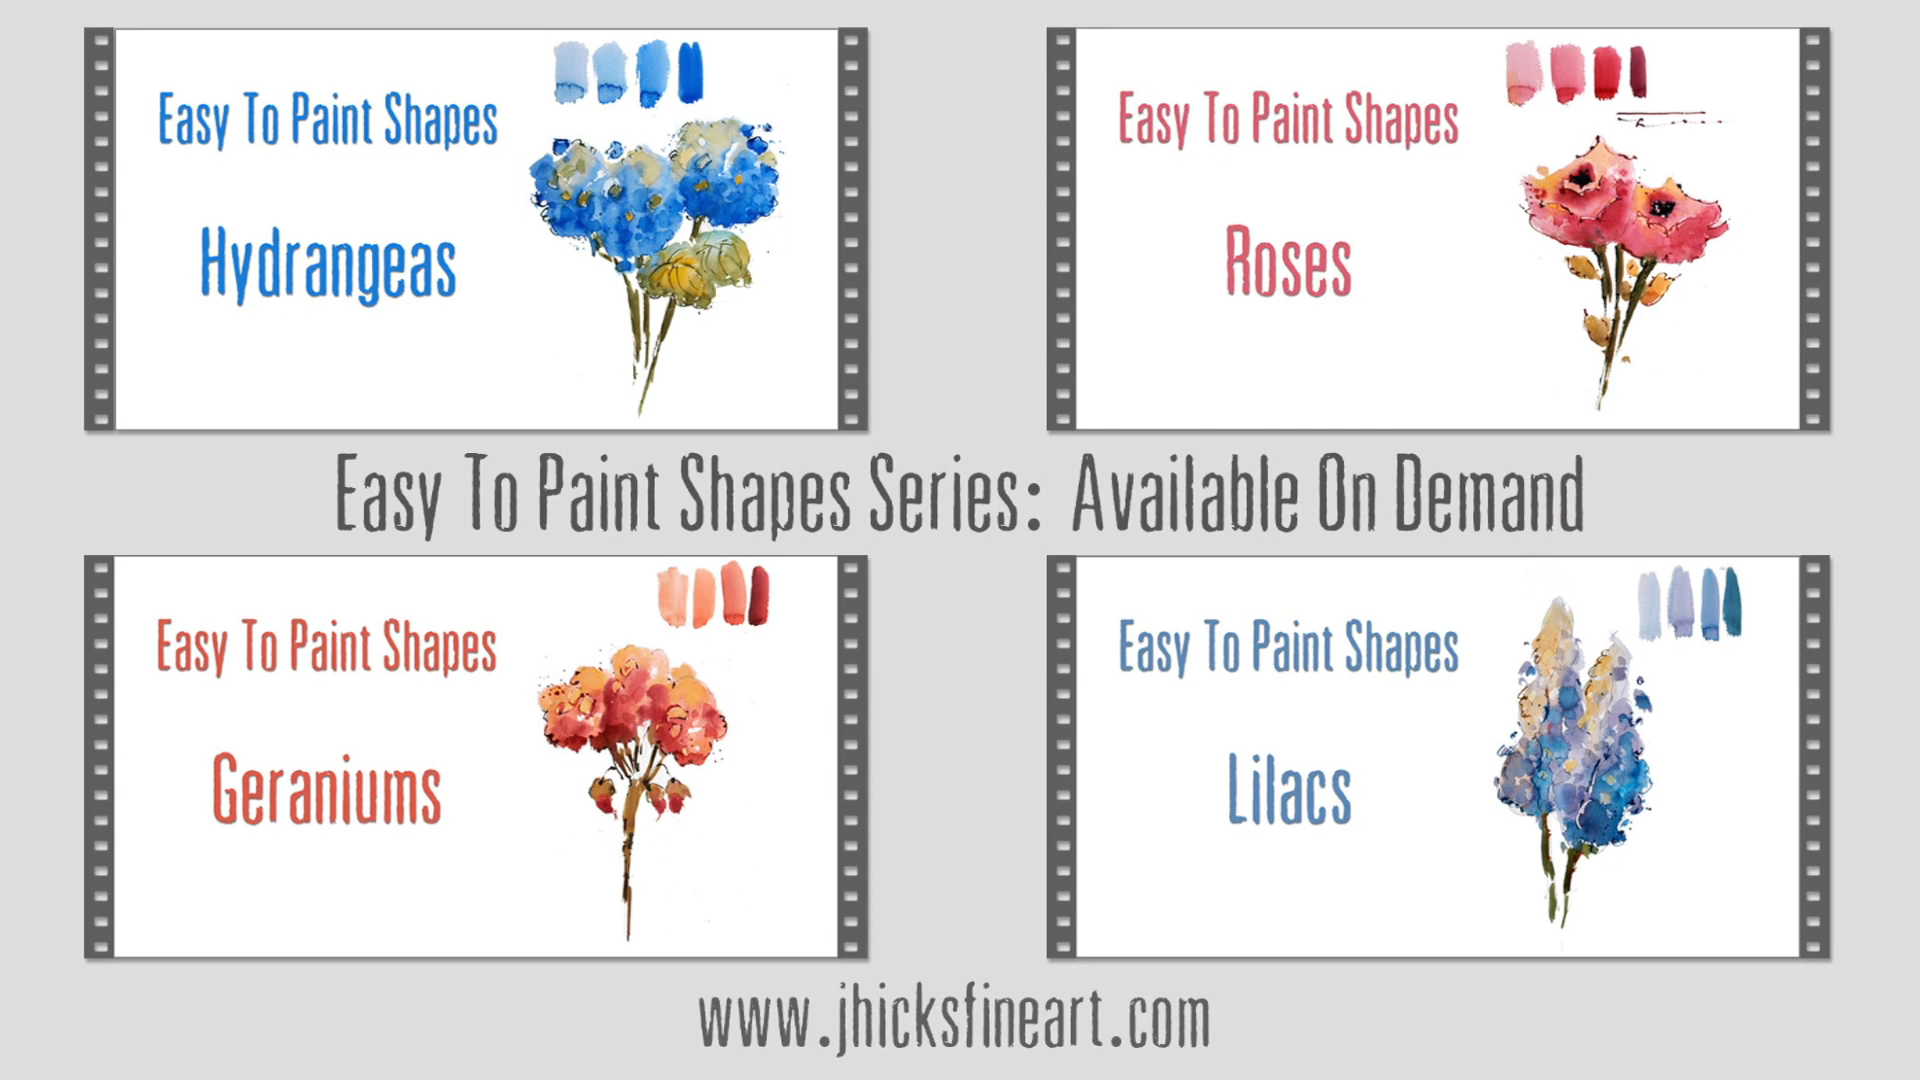 Easy To Paint Shapes
Hydrangeas
Easy To Paint Shapes
Roses
Easy To Paint Shapes Series: Available On Demand
Easy To Paint Shapes
Geraniums
Easy To Paint Shapes
Lilacs
www.jhicksfineart.com